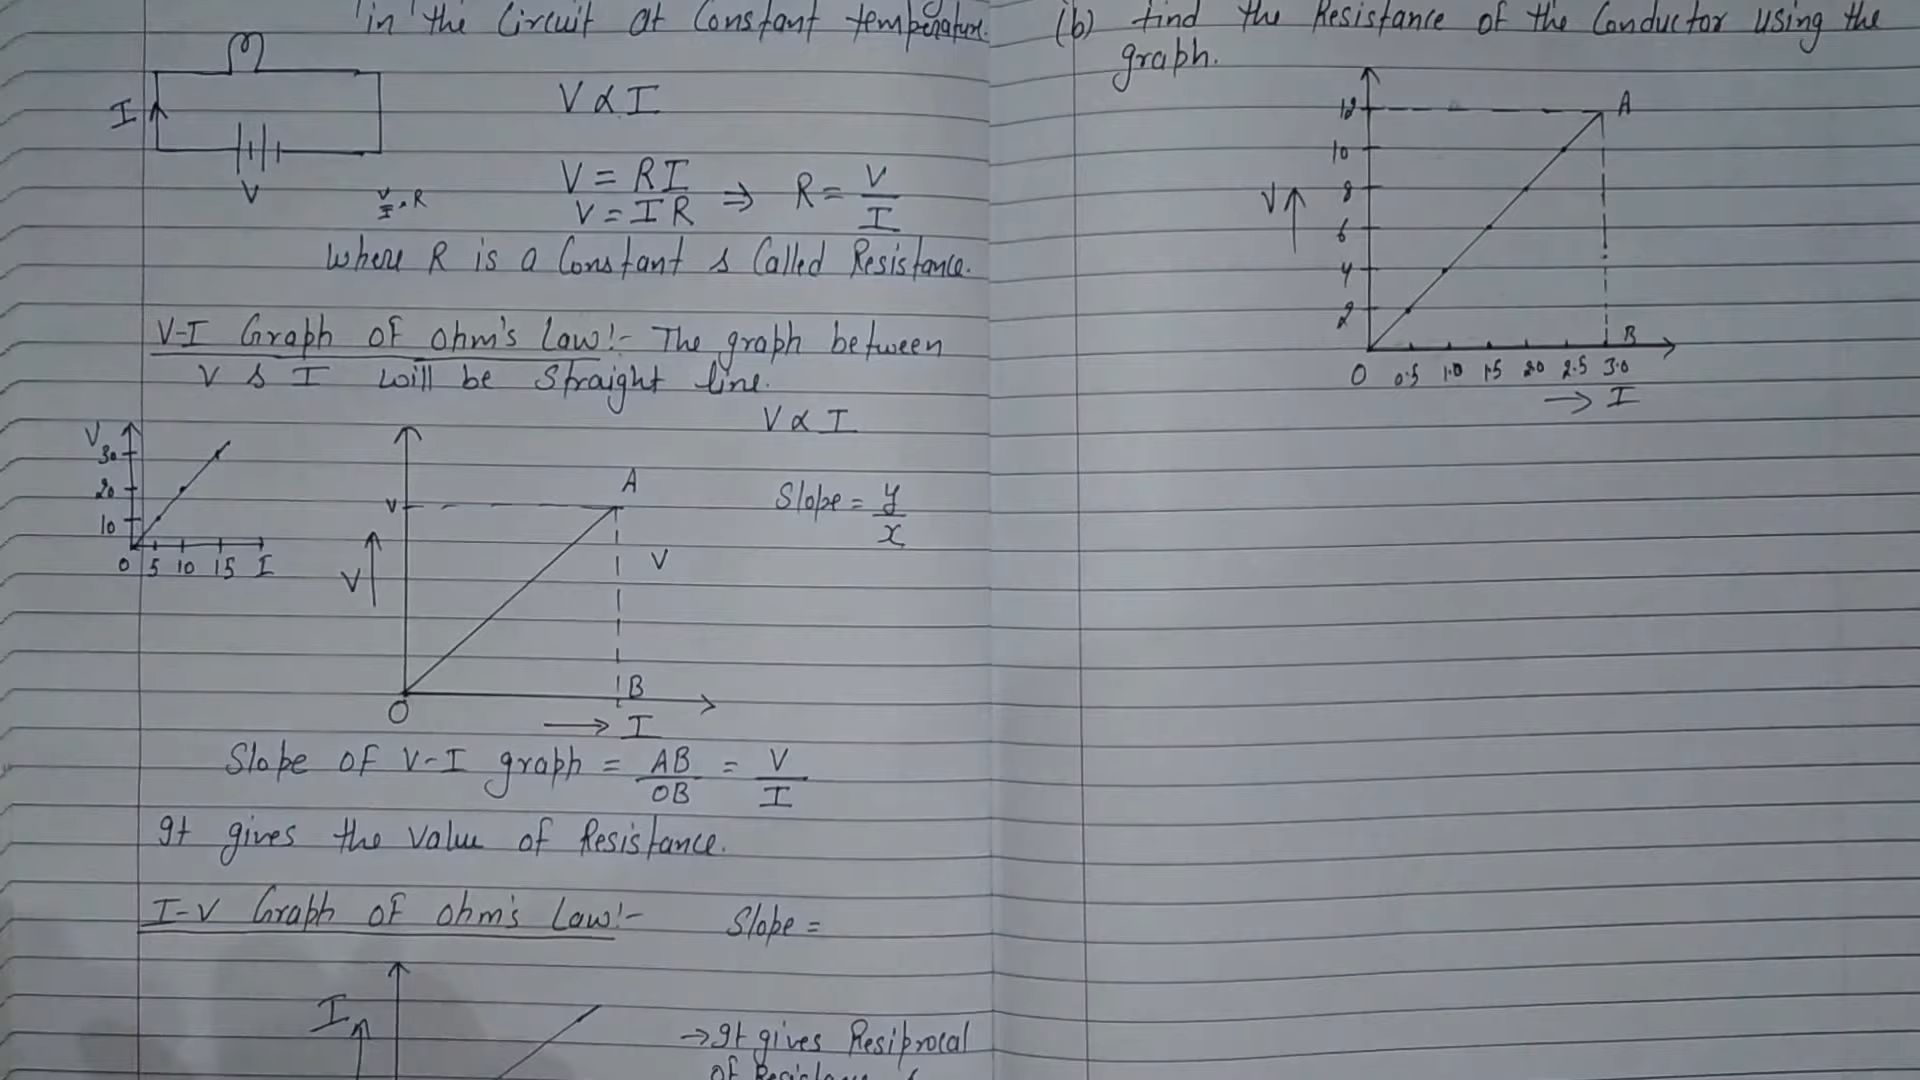 in the Circuit at Constant temperature.
I
V ∝ I
V = RI
V = IR ⇒ R = V/I
V
V/I = R
Where R is a Constant & Called Resistance.
V-I Graph of ohm's law:- The graph between
V & I will be Straight line.
V ∝ I
V
30
20
10
0 5 10 15 I
A
V
V
V
Slope = y/x
B
O
→ I
Slope of V-I graph = AB/OB = V/I
It gives the value of Resistance.
I-V Graph of ohm's Law:- Slope =
I
→ It gives Resiprocal
of Resistance
(b) find the Resistance of the Conductor using the
graph.
12
10
8
6
4
2
V
A
B
0 0.5 1.0 1.5 2.0 2.5 3.0
→ I